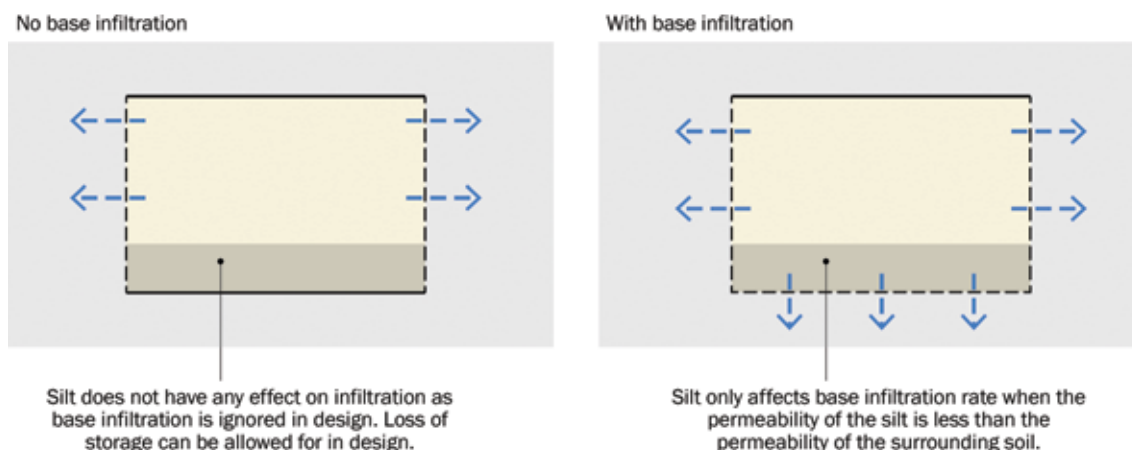 No base infiltration
With base infiltration
Silt does not have any effect on infiltration as
base infiltration is ignored in design. Loss of
storage can be allowed for in design.
Silt only affects base infiltration rate when the
permeability of the silt is less than the
permeability of the surrounding soil.